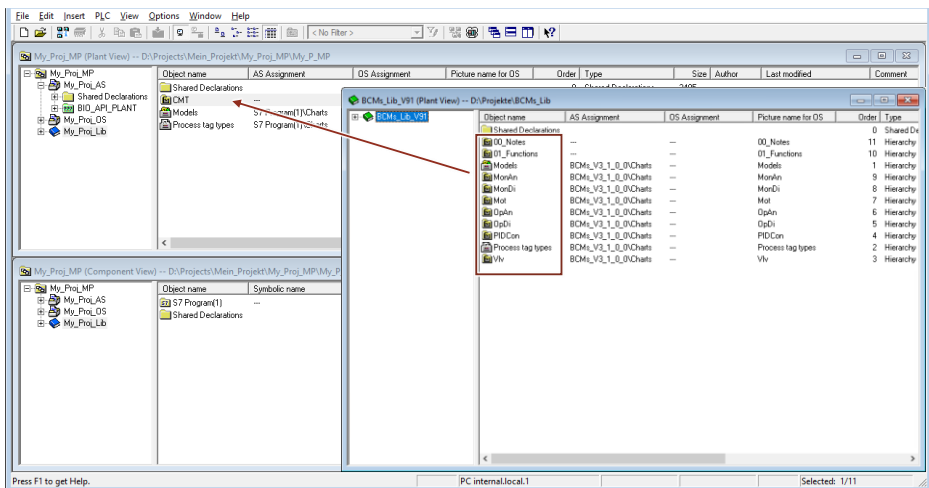 File Edit Insert PLC View Options Window Help
< No Filter >
My_Proj_MP (Plant View) -- D:\Projects\Mein_Projekt\My_Proj_MP\My_P_MP
My_Proj_MP
My_Proj_AS
Shared Declarations
BIO_API_PLANT
My_Proj_OS
My_Proj_Lib
Object name AS Assignment OS Assignment Picture name for OS Order Type Size Author Last modified Comment
Shared Declarations
CMT ---
Models S7 Program(1)\Charts
Process tag types
BCMs_Lib_V91 (Plant View) -- D:\Projekte\BCMs_Lib
BCMs_Lib_V91
Object name AS Assignment OS Assignment Picture name for OS Order Type
Shared Declarations 0 Shared De
00_Notes --- --- 00_Notes 11 Hierarchy
01_Functions --- --- 01_Functions 10 Hierarchy
Models BCMs_V3_1_0_0\Charts --- Models 1 Hierarchy
MonAn BCMs_V3_1_0_0\Charts --- MonAn 9 Hierarchy
MonDi BCMs_V3_1_0_0\Charts --- MonDi 8 Hierarchy
Mot BCMs_V3_1_0_0\Charts --- Mot 7 Hierarchy
OpAn BCMs_V3_1_0_0\Charts --- OpAn 6 Hierarchy
OpDi BCMs_V3_1_0_0\Charts --- OpDi 5 Hierarchy
PIDCon BCMs_V3_1_0_0\Charts --- PIDCon 4 Hierarchy
Process tag types BCMs_V3_1_0_0\Charts --- Process tag types 2 Hierarchy
Vlv BCMs_V3_1_0_0\Charts --- Vlv 3 Hierarchy
My_Proj_MP (Component View) -- D:\Projects\Mein_Projekt\My_Proj_MP\My_P
My_Proj_MP
My_Proj_AS
My_Proj_OS
My_Proj_Lib
Object name Symbolic name
S7 Program(1) ---
Shared Declarations
Press F1 to get Help. PC internal.local.1 Selected: 1/11